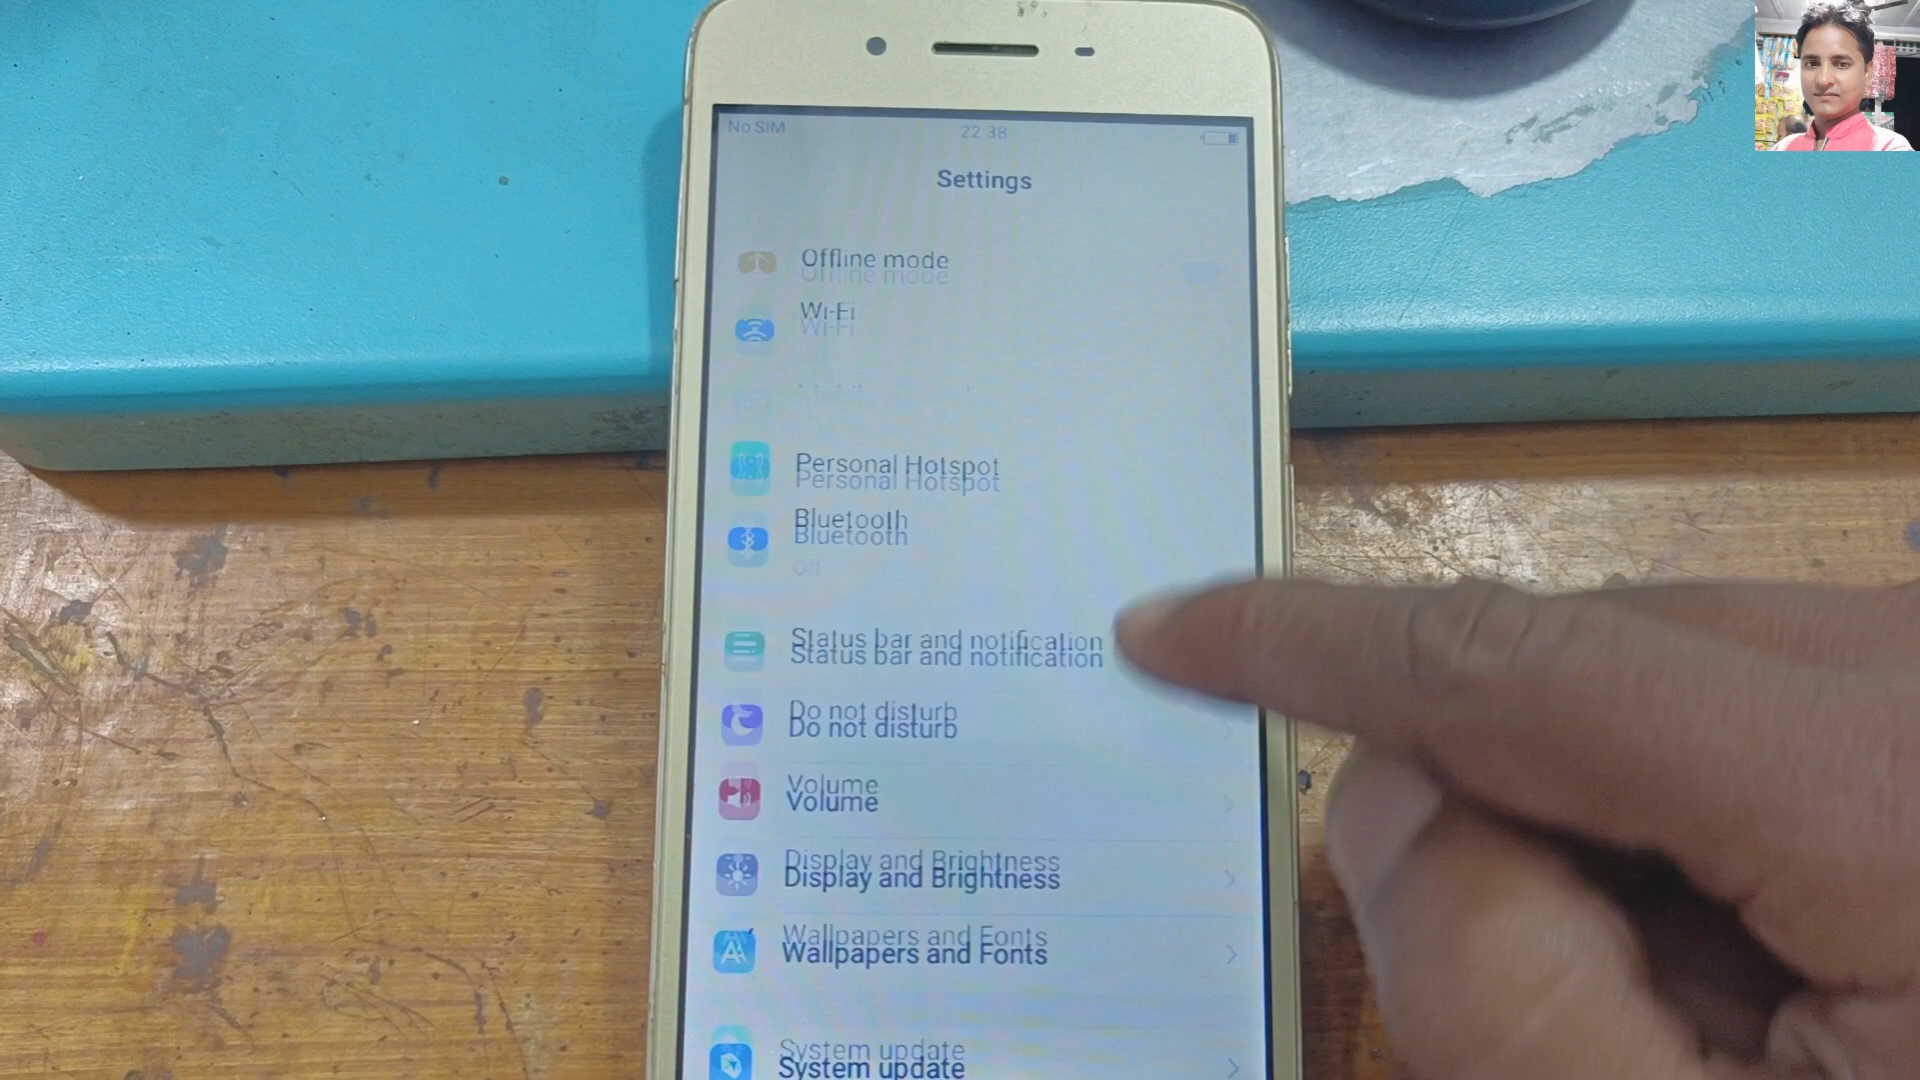 No SIM
22:38
Settings
Offline mode
Wi-Fi
Personal Hotspot
Bluetooth
Off
Status bar and notification
Do not disturb
Volume
Display and Brightness
Wallpapers and Fonts
System update